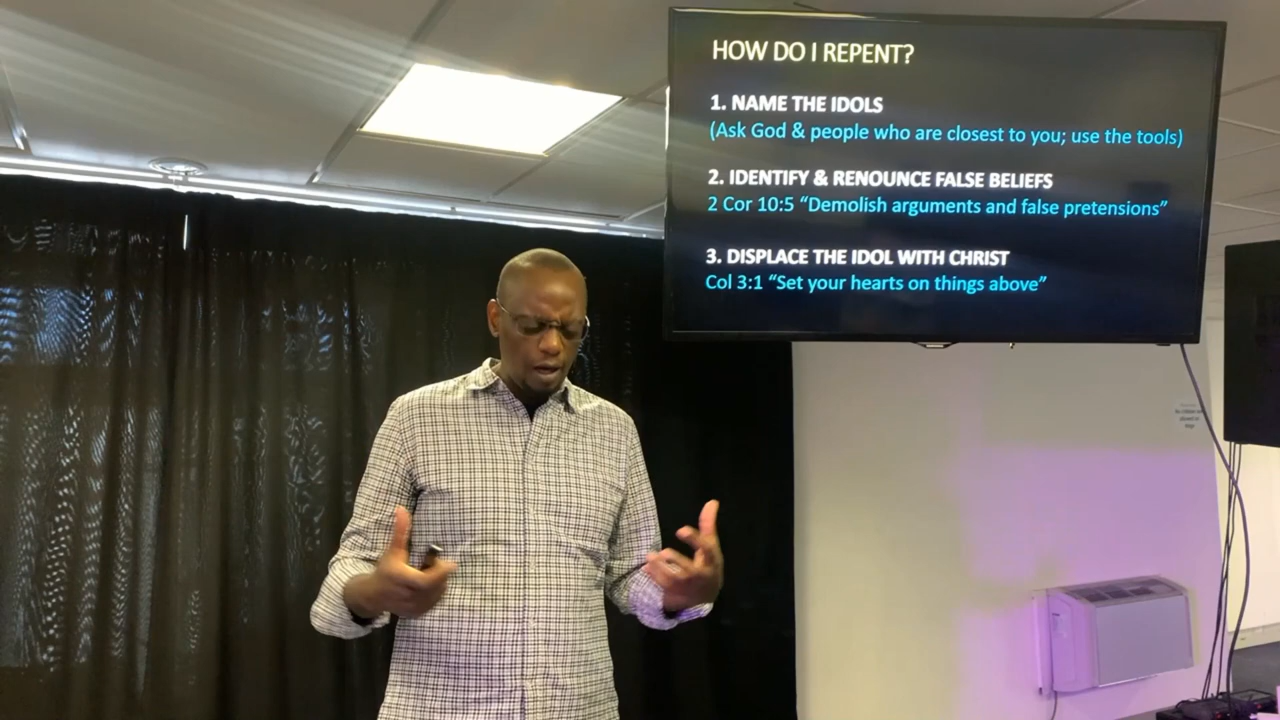 HOW DO I REPENT?
1. NAME THE IDOLS
(Ask God & people who are closest to you; use the tools)
2. IDENTIFY & RENOUNCE FALSE BELIEFS
2 Cor 10:5 “Demolish arguments and false pretensions”
3. DISPLACE THE IDOL WITH CHRIST
Col 3:1 “Set your hearts on things above”